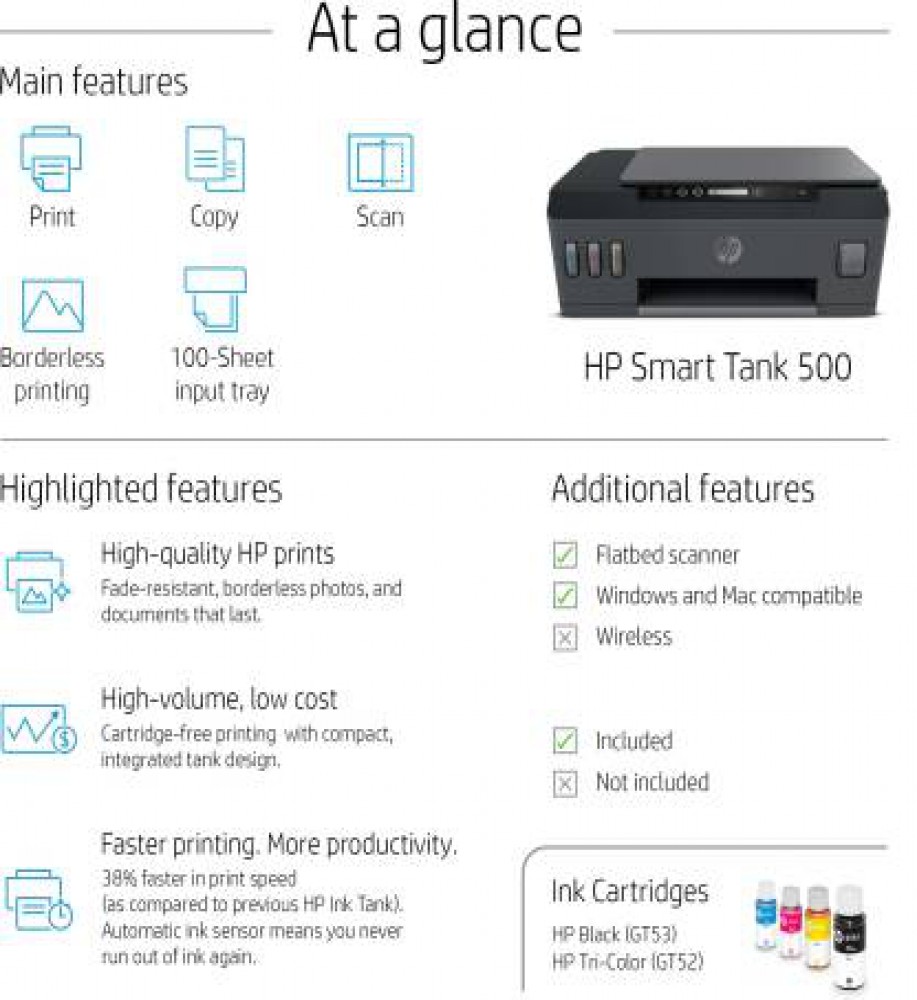 At a glance
Main features
Print
Copy
Scan
Borderless
printing
100-Sheet
input tray
hp
HP Smart Tank 500
Highlighted features
High-quality HP prints
Fade-resistant, borderless photos, and
documents that last.
High-volume, low cost
Cartridge-free printing with compact,
integrated tank design.
Faster printing. More productivity.
38% faster in print speed
(as compared to previous HP Ink Tank).
Automatic ink sensor means you never
run out of ink again.
Additional features
Flatbed scanner
Windows and Mac compatible
Wireless
Included
Not included
Ink Cartridges
HP Black (GT53)
HP Tri-Color (GT52)